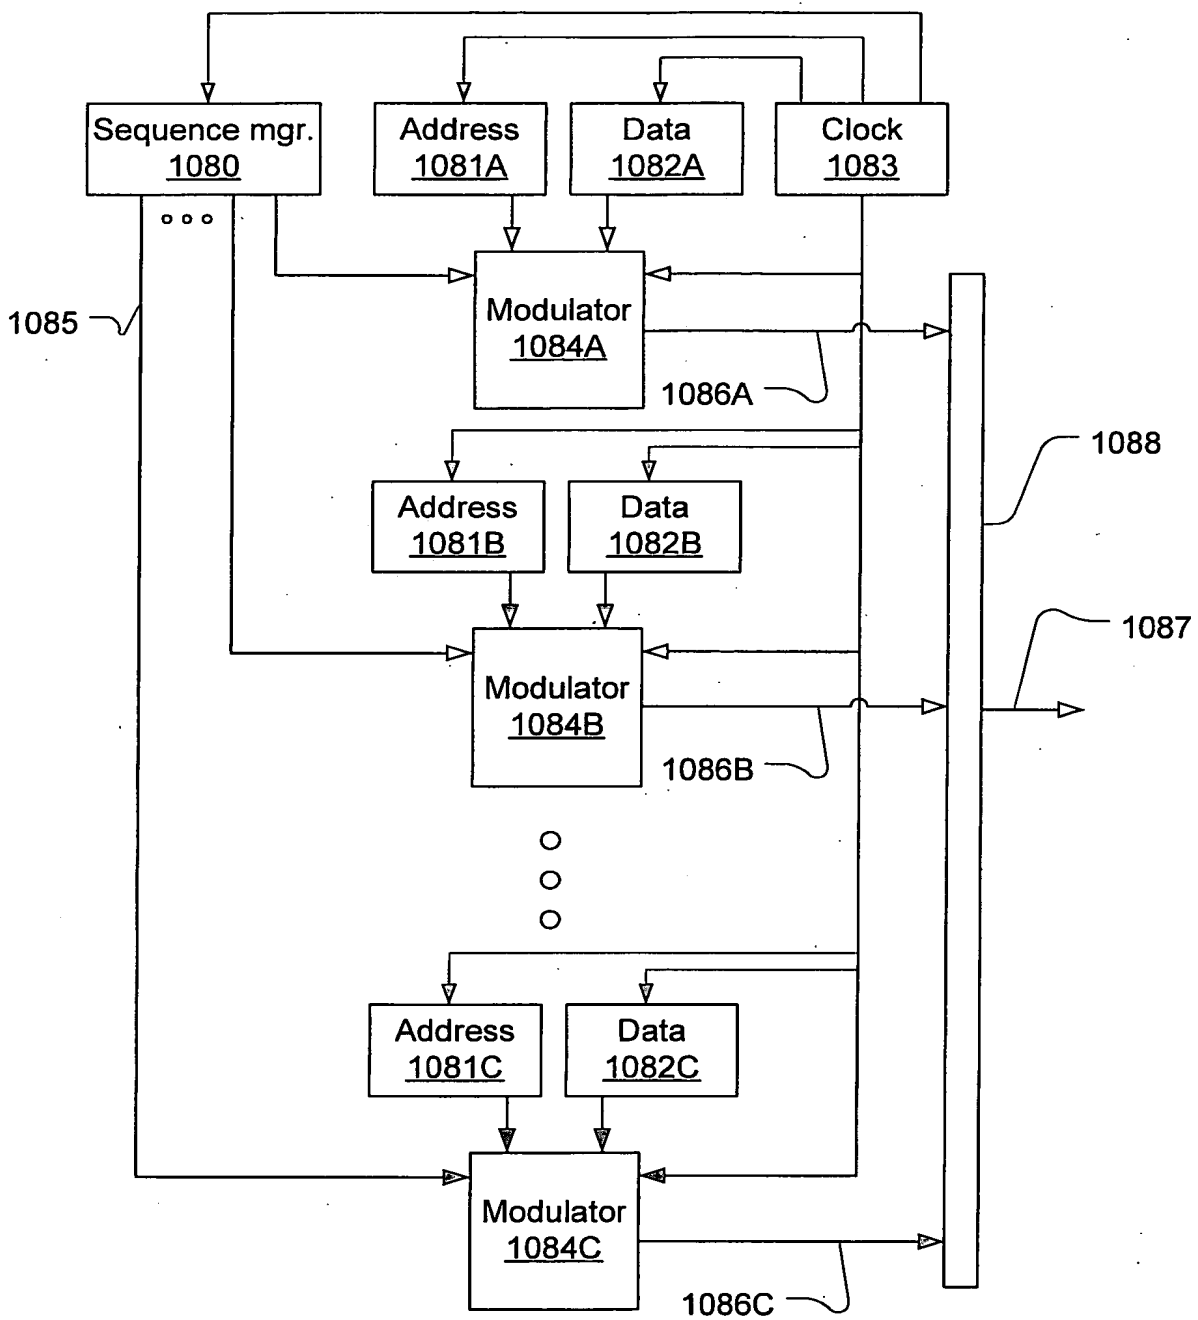 Sequence mgr.
1080
Address
1081A
Data
1082A
Clock
1083
1085
Modulator
1084A
1086A
1088
Address
1081B
Data
1082B
1087
Modulator
1084B
1086B
Address
1081C
Data
1082C
Modulator
1084C
1086C